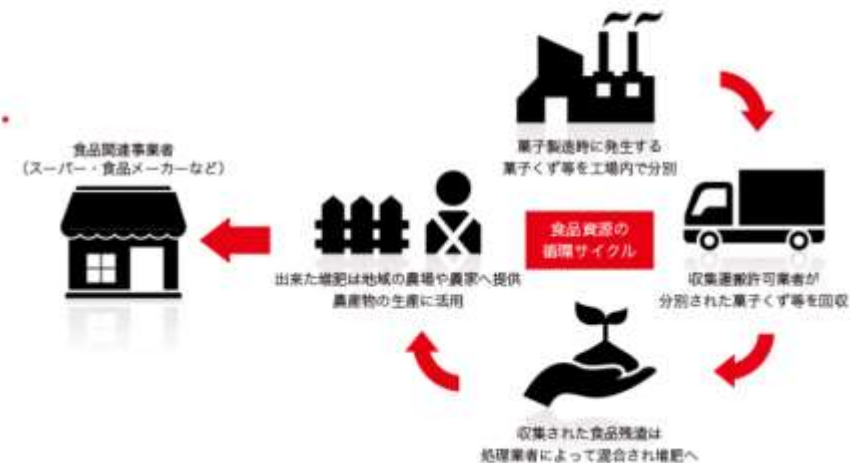 菓子製造時に発生する
菓子くず等を工場内で分別
食品関連事業者
(スーパー・食品メーカーなど)
食品資源の
循環サイクル
収集運搬許可業者が
分別された菓子くず等を回収
出来た堆肥は地域の農場や農家へ提供
農産物の生産に活用
収集された食品残渣は
処理業者によって混合され堆肥へ